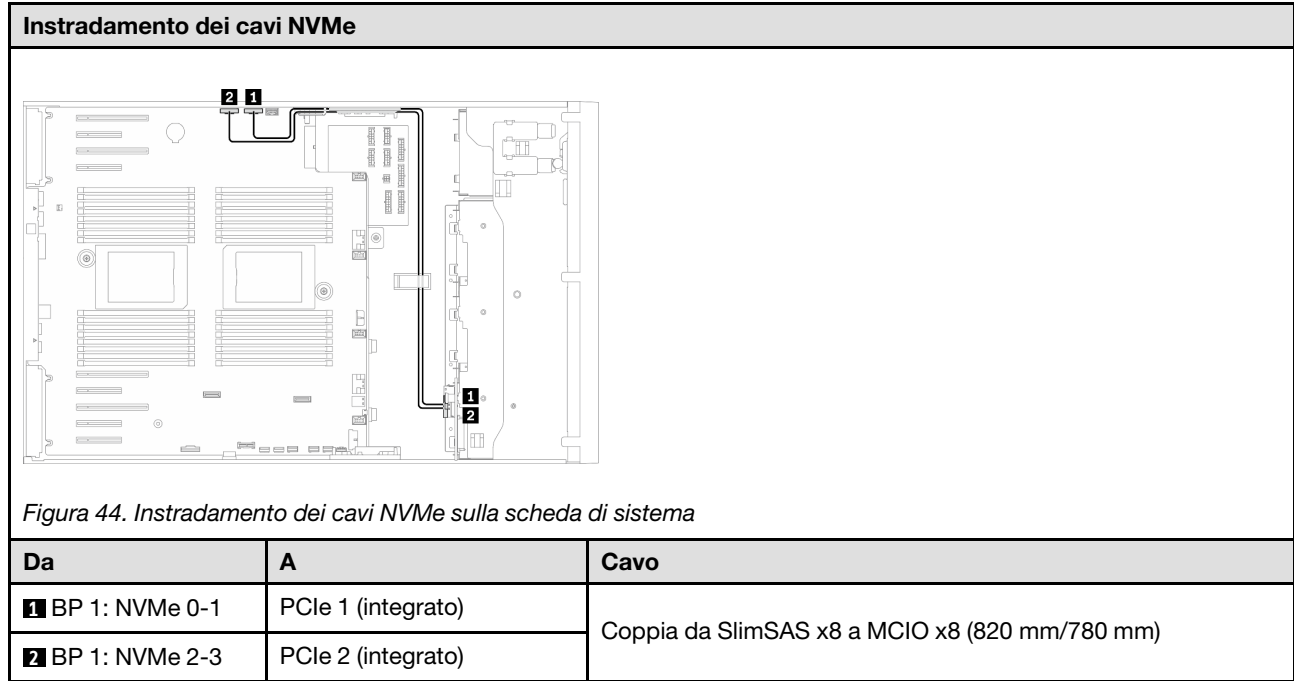 Instradamento dei cavi NVMe
2 1
1
2
Figura 44. Instradamento dei cavi NVMe sulla scheda di sistema
Da A Cavo
1 BP 1: NVMe 0-1 PCIe 1 (integrato)
Coppia da SlimSAS x8 a MCIO x8 (820 mm/780 mm)
2 BP 1: NVMe 2-3 PCIe 2 (integrato)